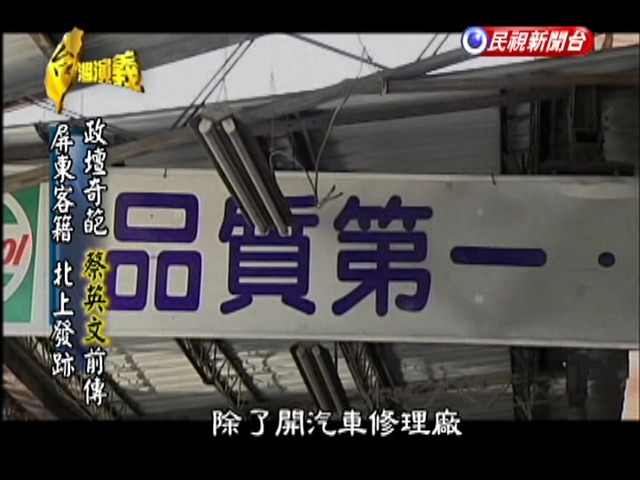 台灣演義
民視新聞台
政壇奇葩 蔡英文前傳
屏東客籍 北上發跡
品質第一·
除了開汽車修理廠